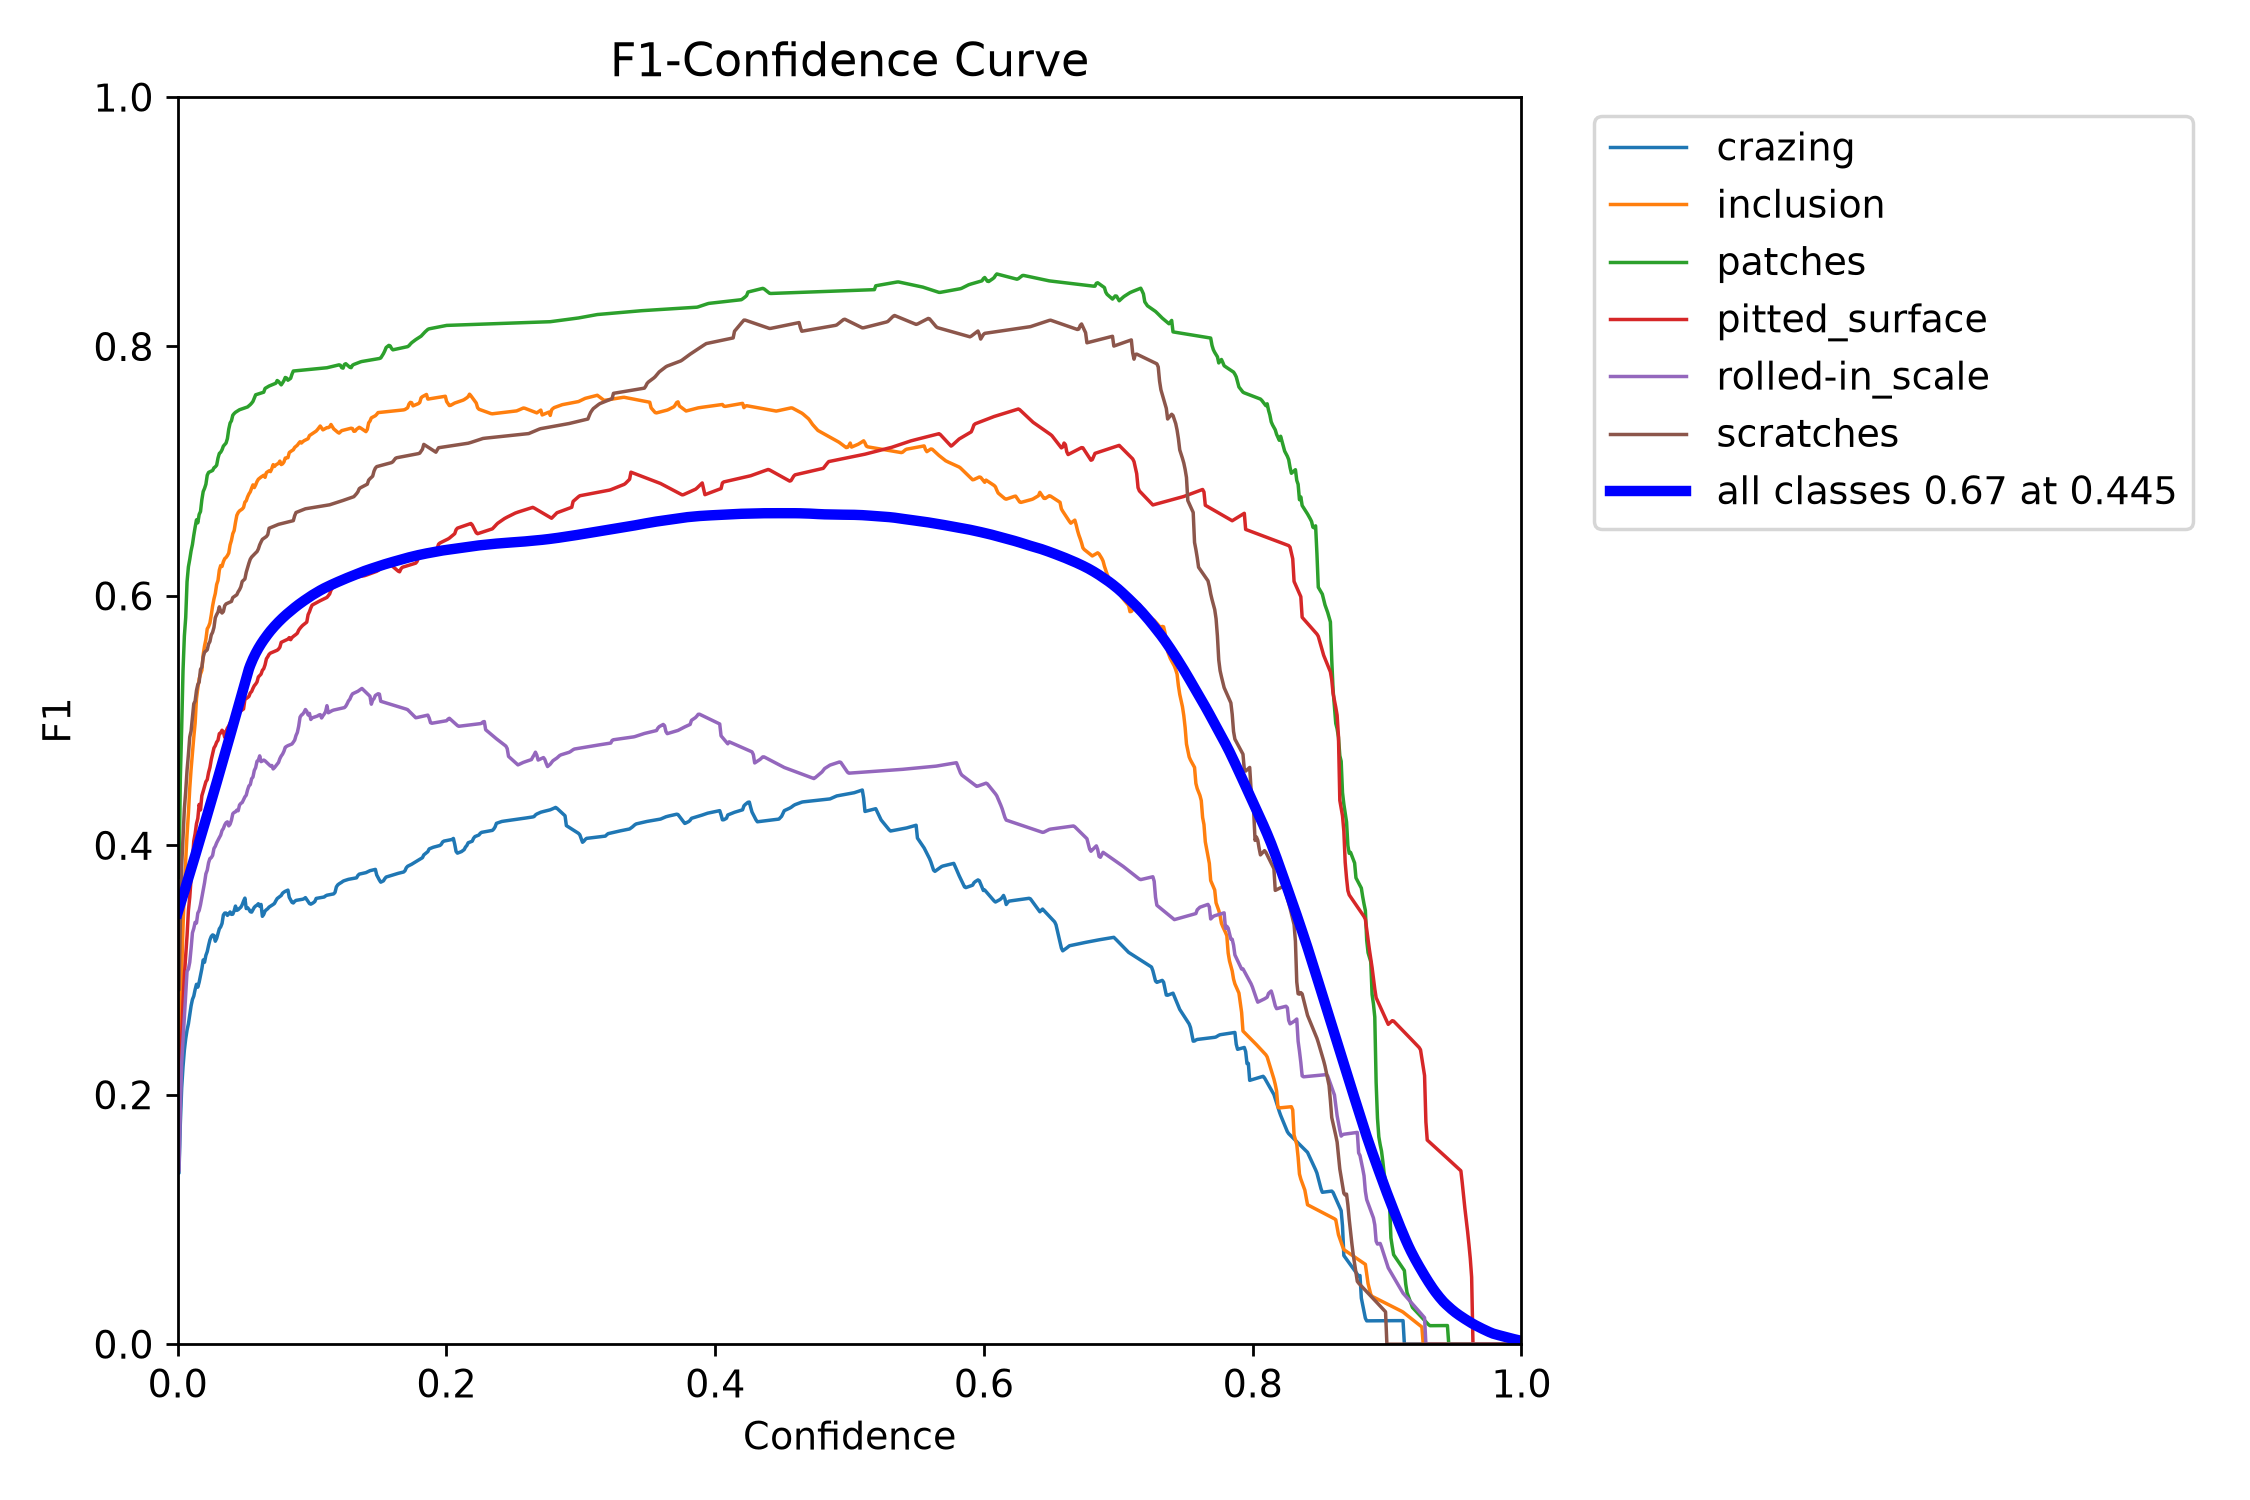 F1-Confidence Curve
1.0
0.8
0.6
0.4
0.2
0.0
F1
0.0 0.2 0.4 0.6 0.8 1.0
Confidence
crazing
inclusion
patches
pitted_surface
rolled-in_scale
scratches
all classes 0.67 at 0.445